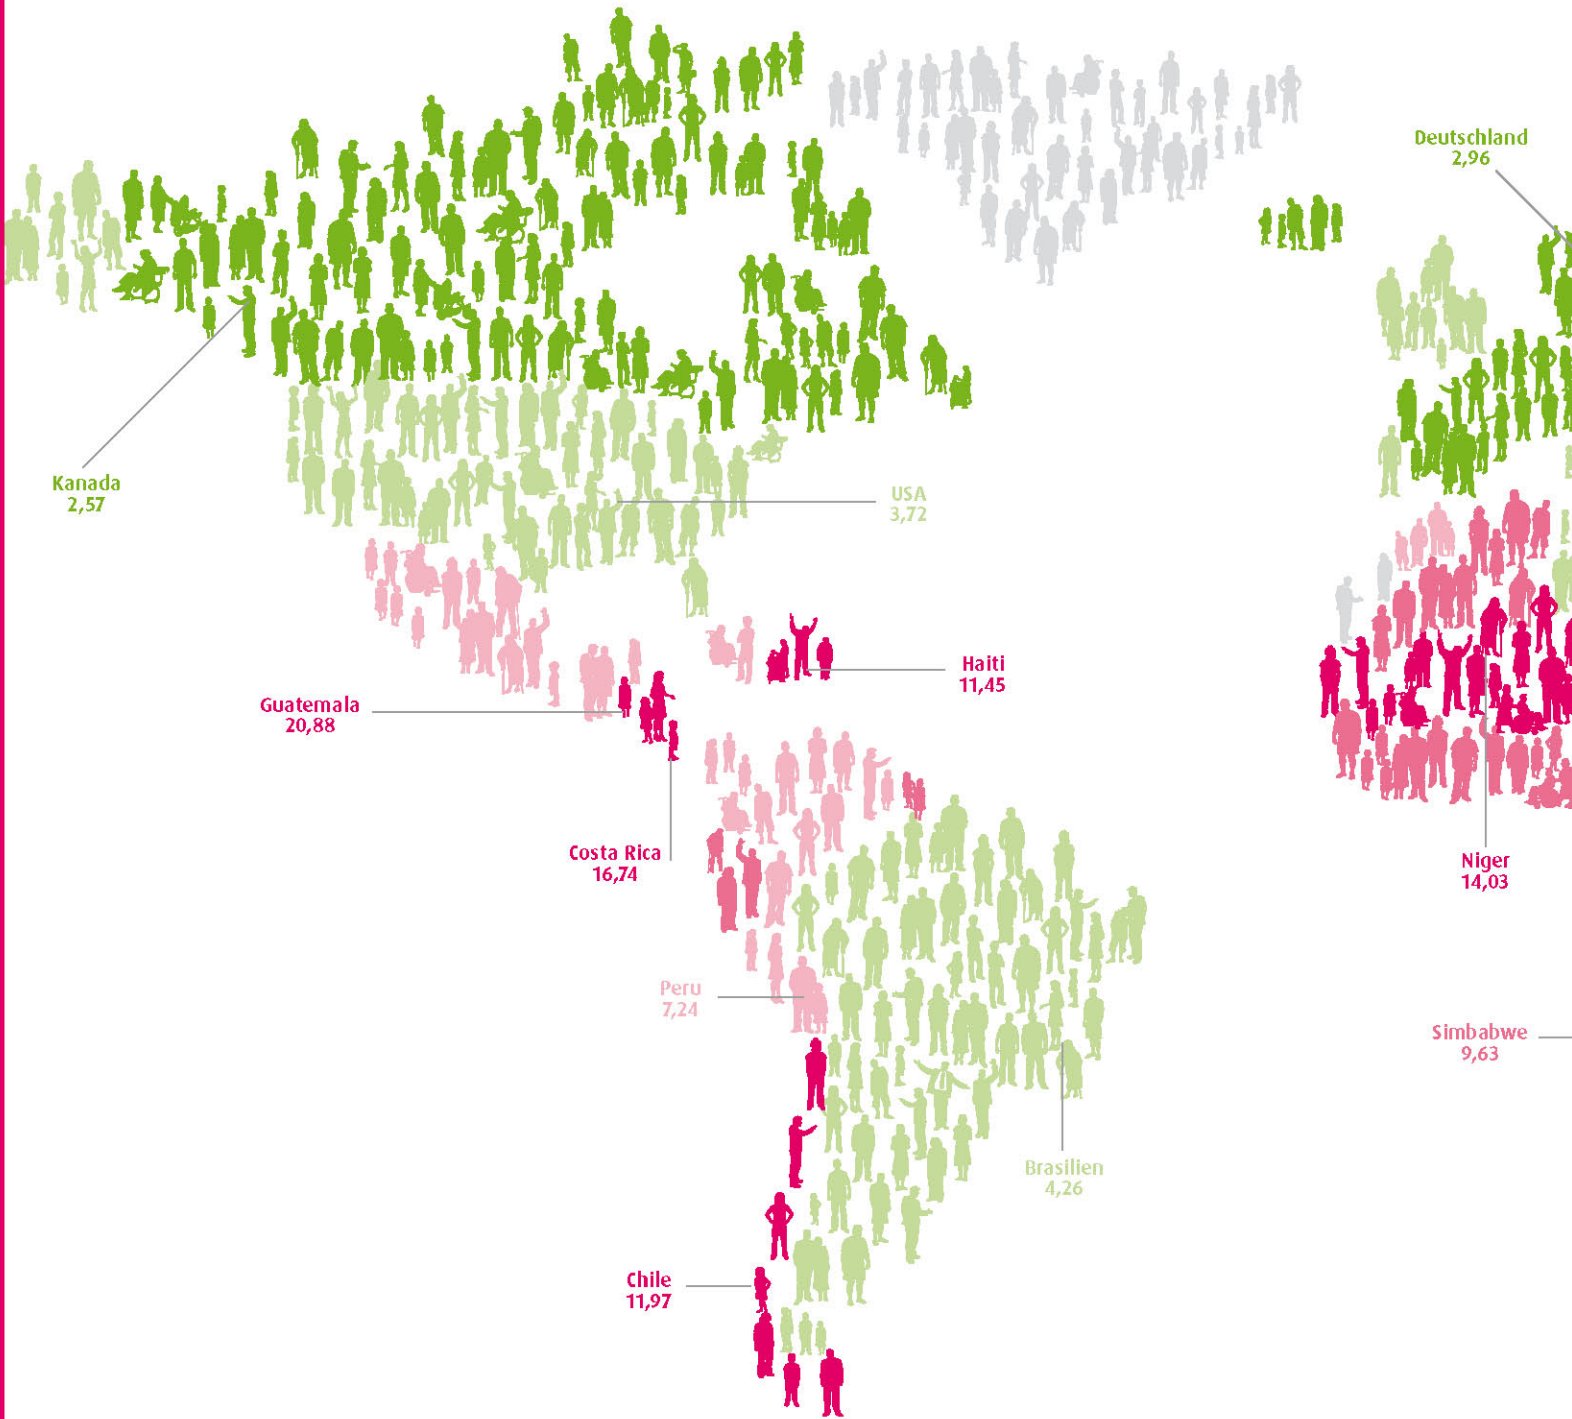 Deutschland
2,96
Kanada
2,57
USA
3,72
Haiti
11,45
Guatemala
20,88
Costa Rica
16,74
Niger
14,03
Peru
7,24
Simbabwe
9,63
Brasilien
4,26
Chile
11,97